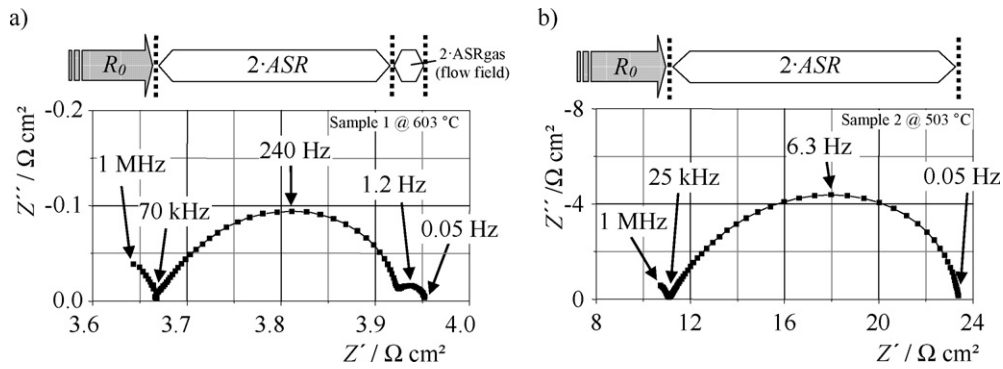 a)
R0
2·ASR
2·ASRgas
(flow field)
-0.2
-0.1
0.0
Z´´ / Ω cm²
Sample 1 @ 603 °C
1 MHz
70 kHz
240 Hz
1.2 Hz
0.05 Hz
3.6
3.7
3.8
3.9
4.0
Z´ / Ω cm²
b)
R0
2·ASR
-8
-4
0
Z´´ /Ω cm²
Sample 2 @ 503 °C
1 MHz
25 kHz
6.3 Hz
0.05 Hz
8
12
16
20
24
Z´ / Ω cm²